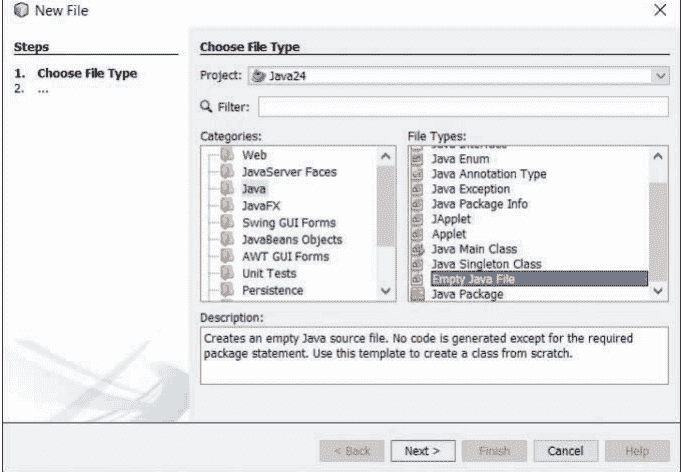 New File
Steps
1. Choose File Type
2. ...
Choose File Type
Project: Java24
Filter:
Categories:
Web
JavaServer Faces
Java
JavaFX
Swing GUI Forms
JavaBeans Objects
AWT GUI Forms
Unit Tests
Persistence
File Types:
Java Interface
Java Enum
Java Annotation Type
Java Exception
Java Package Info
JApplet
Applet
Java Main Class
Java Singleton Class
Empty Java File
Java Package
Description:
Creates an empty Java source file. No code is generated except for the required
package statement. Use this template to create a class from scratch.
< Back Next > Finish Cancel Help